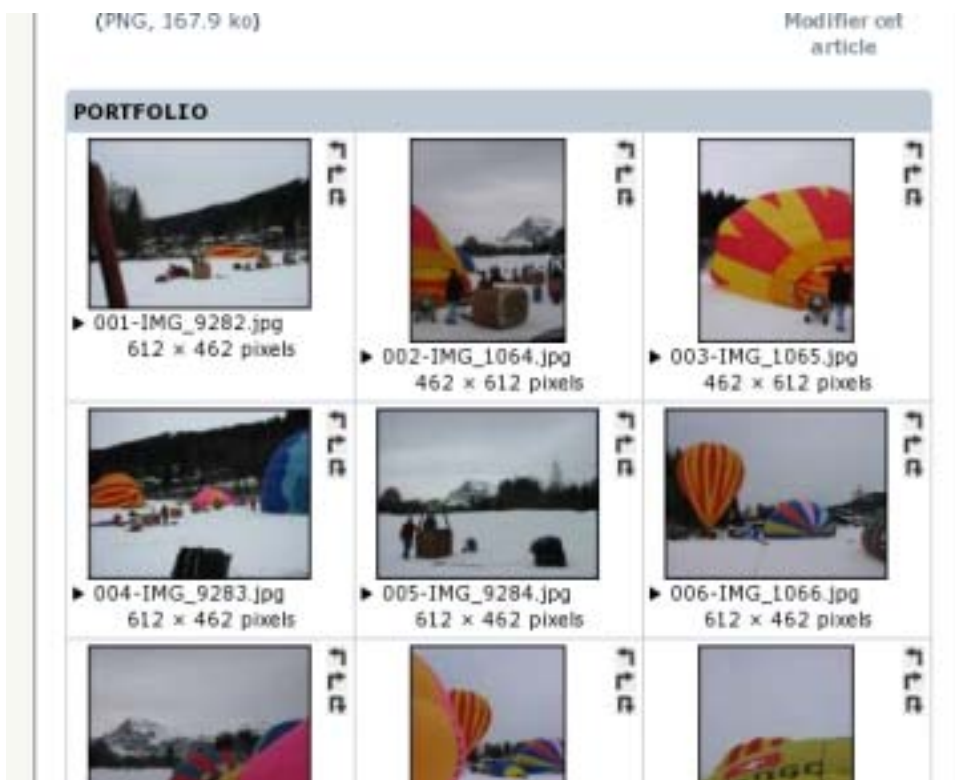 (PNG, 167.9 ko)
Modifier cet
article
PORTFOLIO
001-IMG_9282.jpg
612 × 462 pixels
002-IMG_1064.jpg
462 × 612 pixels
003-IMG_1065.jpg
462 × 612 pixels
004-IMG_9283.jpg
612 × 462 pixels
005-IMG_9284.jpg
612 × 462 pixels
006-IMG_1066.jpg
612 × 462 pixels